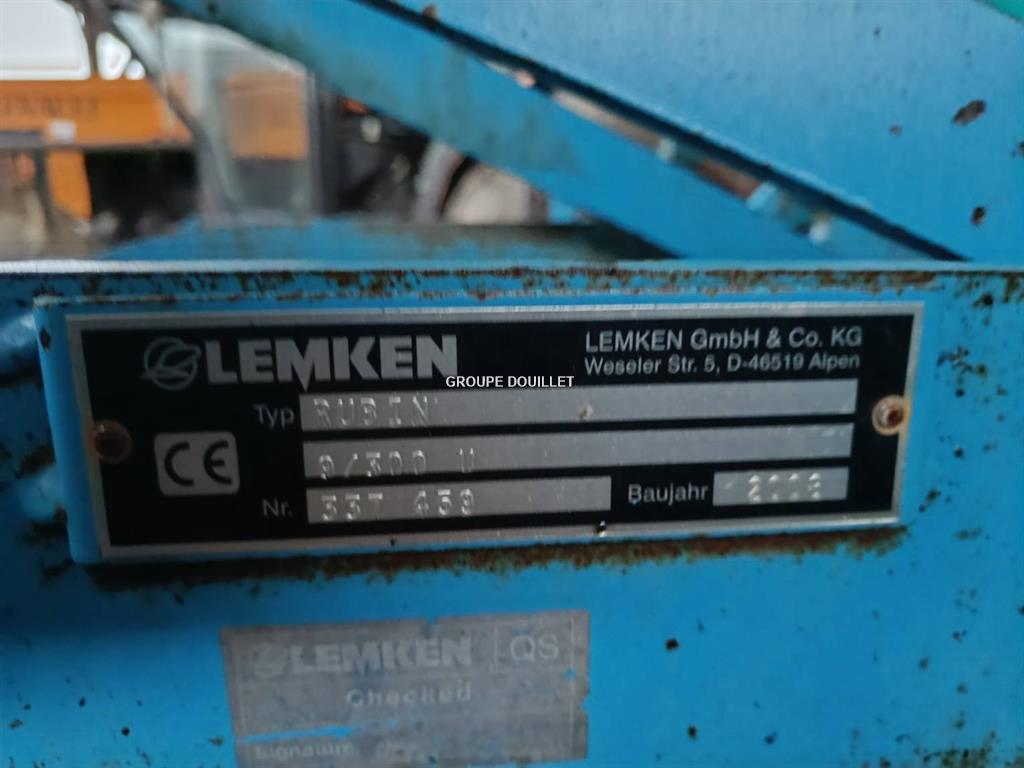 LEMKEN
LEMKEN GmbH & Co. KG
Weseler Str. 5, D-46519 Alpen
GROUPE DOUILLET
Typ RUBIN
9/300 U
CE
Nr. 337 459 Baujahr
LEMKEN QS
Checked
Signature